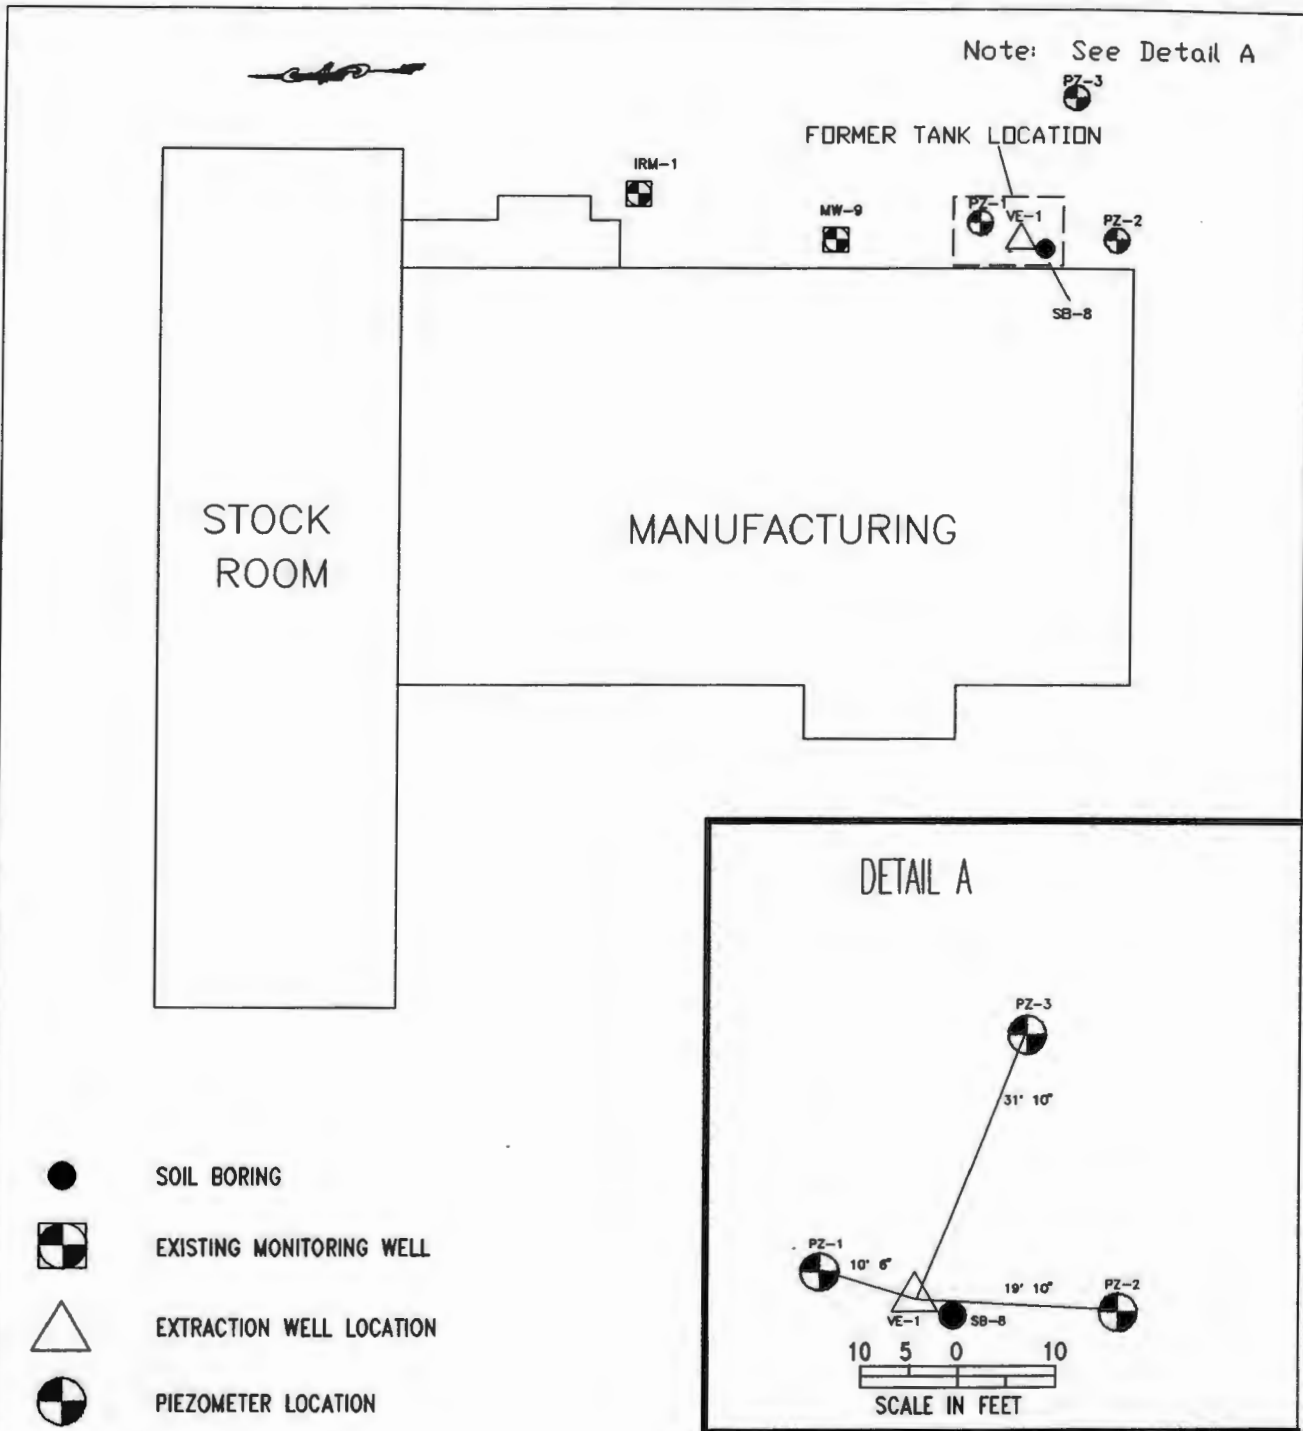 Note: See Detail A
PZ-3
FORMER TANK LOCATION
IRM-1
MW-9
PZ-1
VE-1
PZ-2
SB-8
STOCK
ROOM
MANUFACTURING
DETAIL A
PZ-3
31' 10"
PZ-1
10' 6"
19' 10"
PZ-2
VE-1
SB-8
10 5 0 10
SCALE IN FEET
SOIL BORING
EXISTING MONITORING WELL
EXTRACTION WELL LOCATION
PIEZOMETER LOCATION